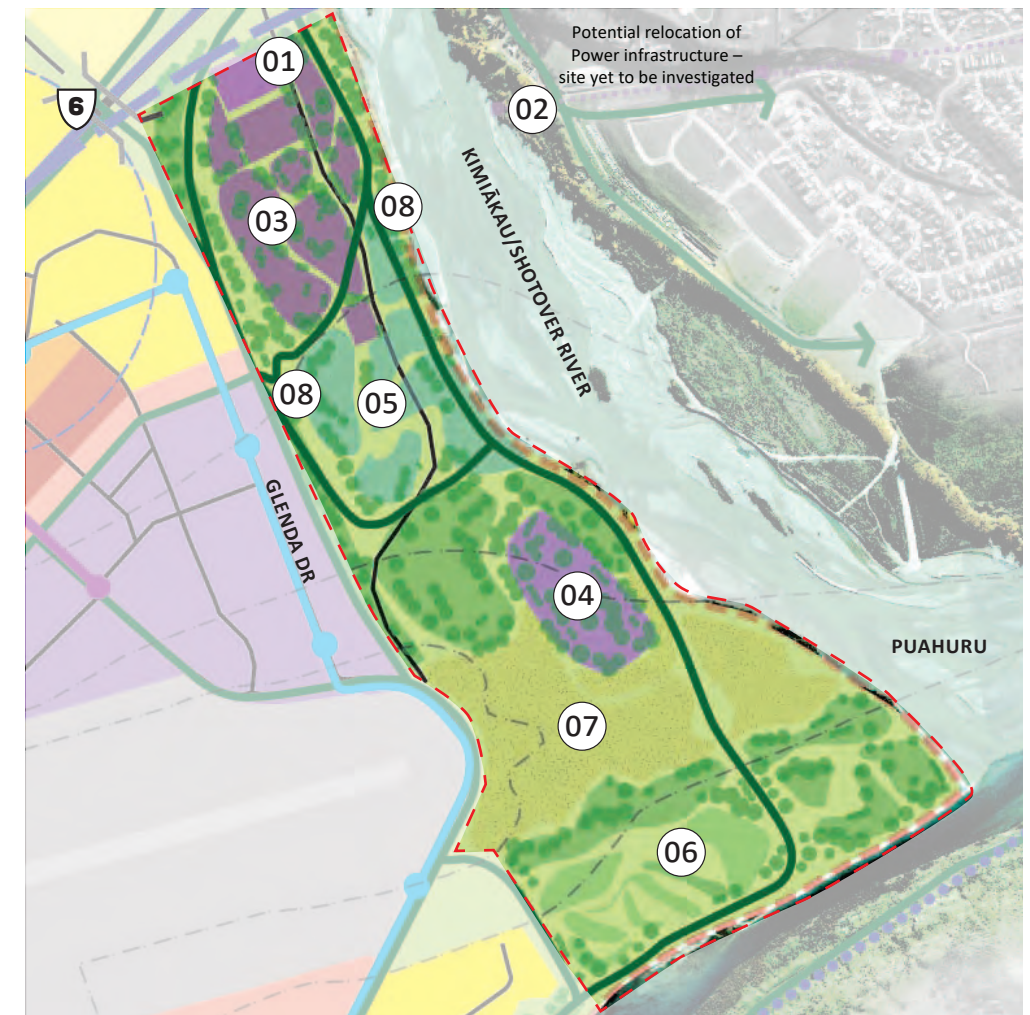 Potential relocation of
Power infrastructure –
site yet to be investigated
01
6
02
KIMIĀKAU/SHOTOVER RIVER
03
08
08
05
GLENDA DR
04
PUAHURU
07
06